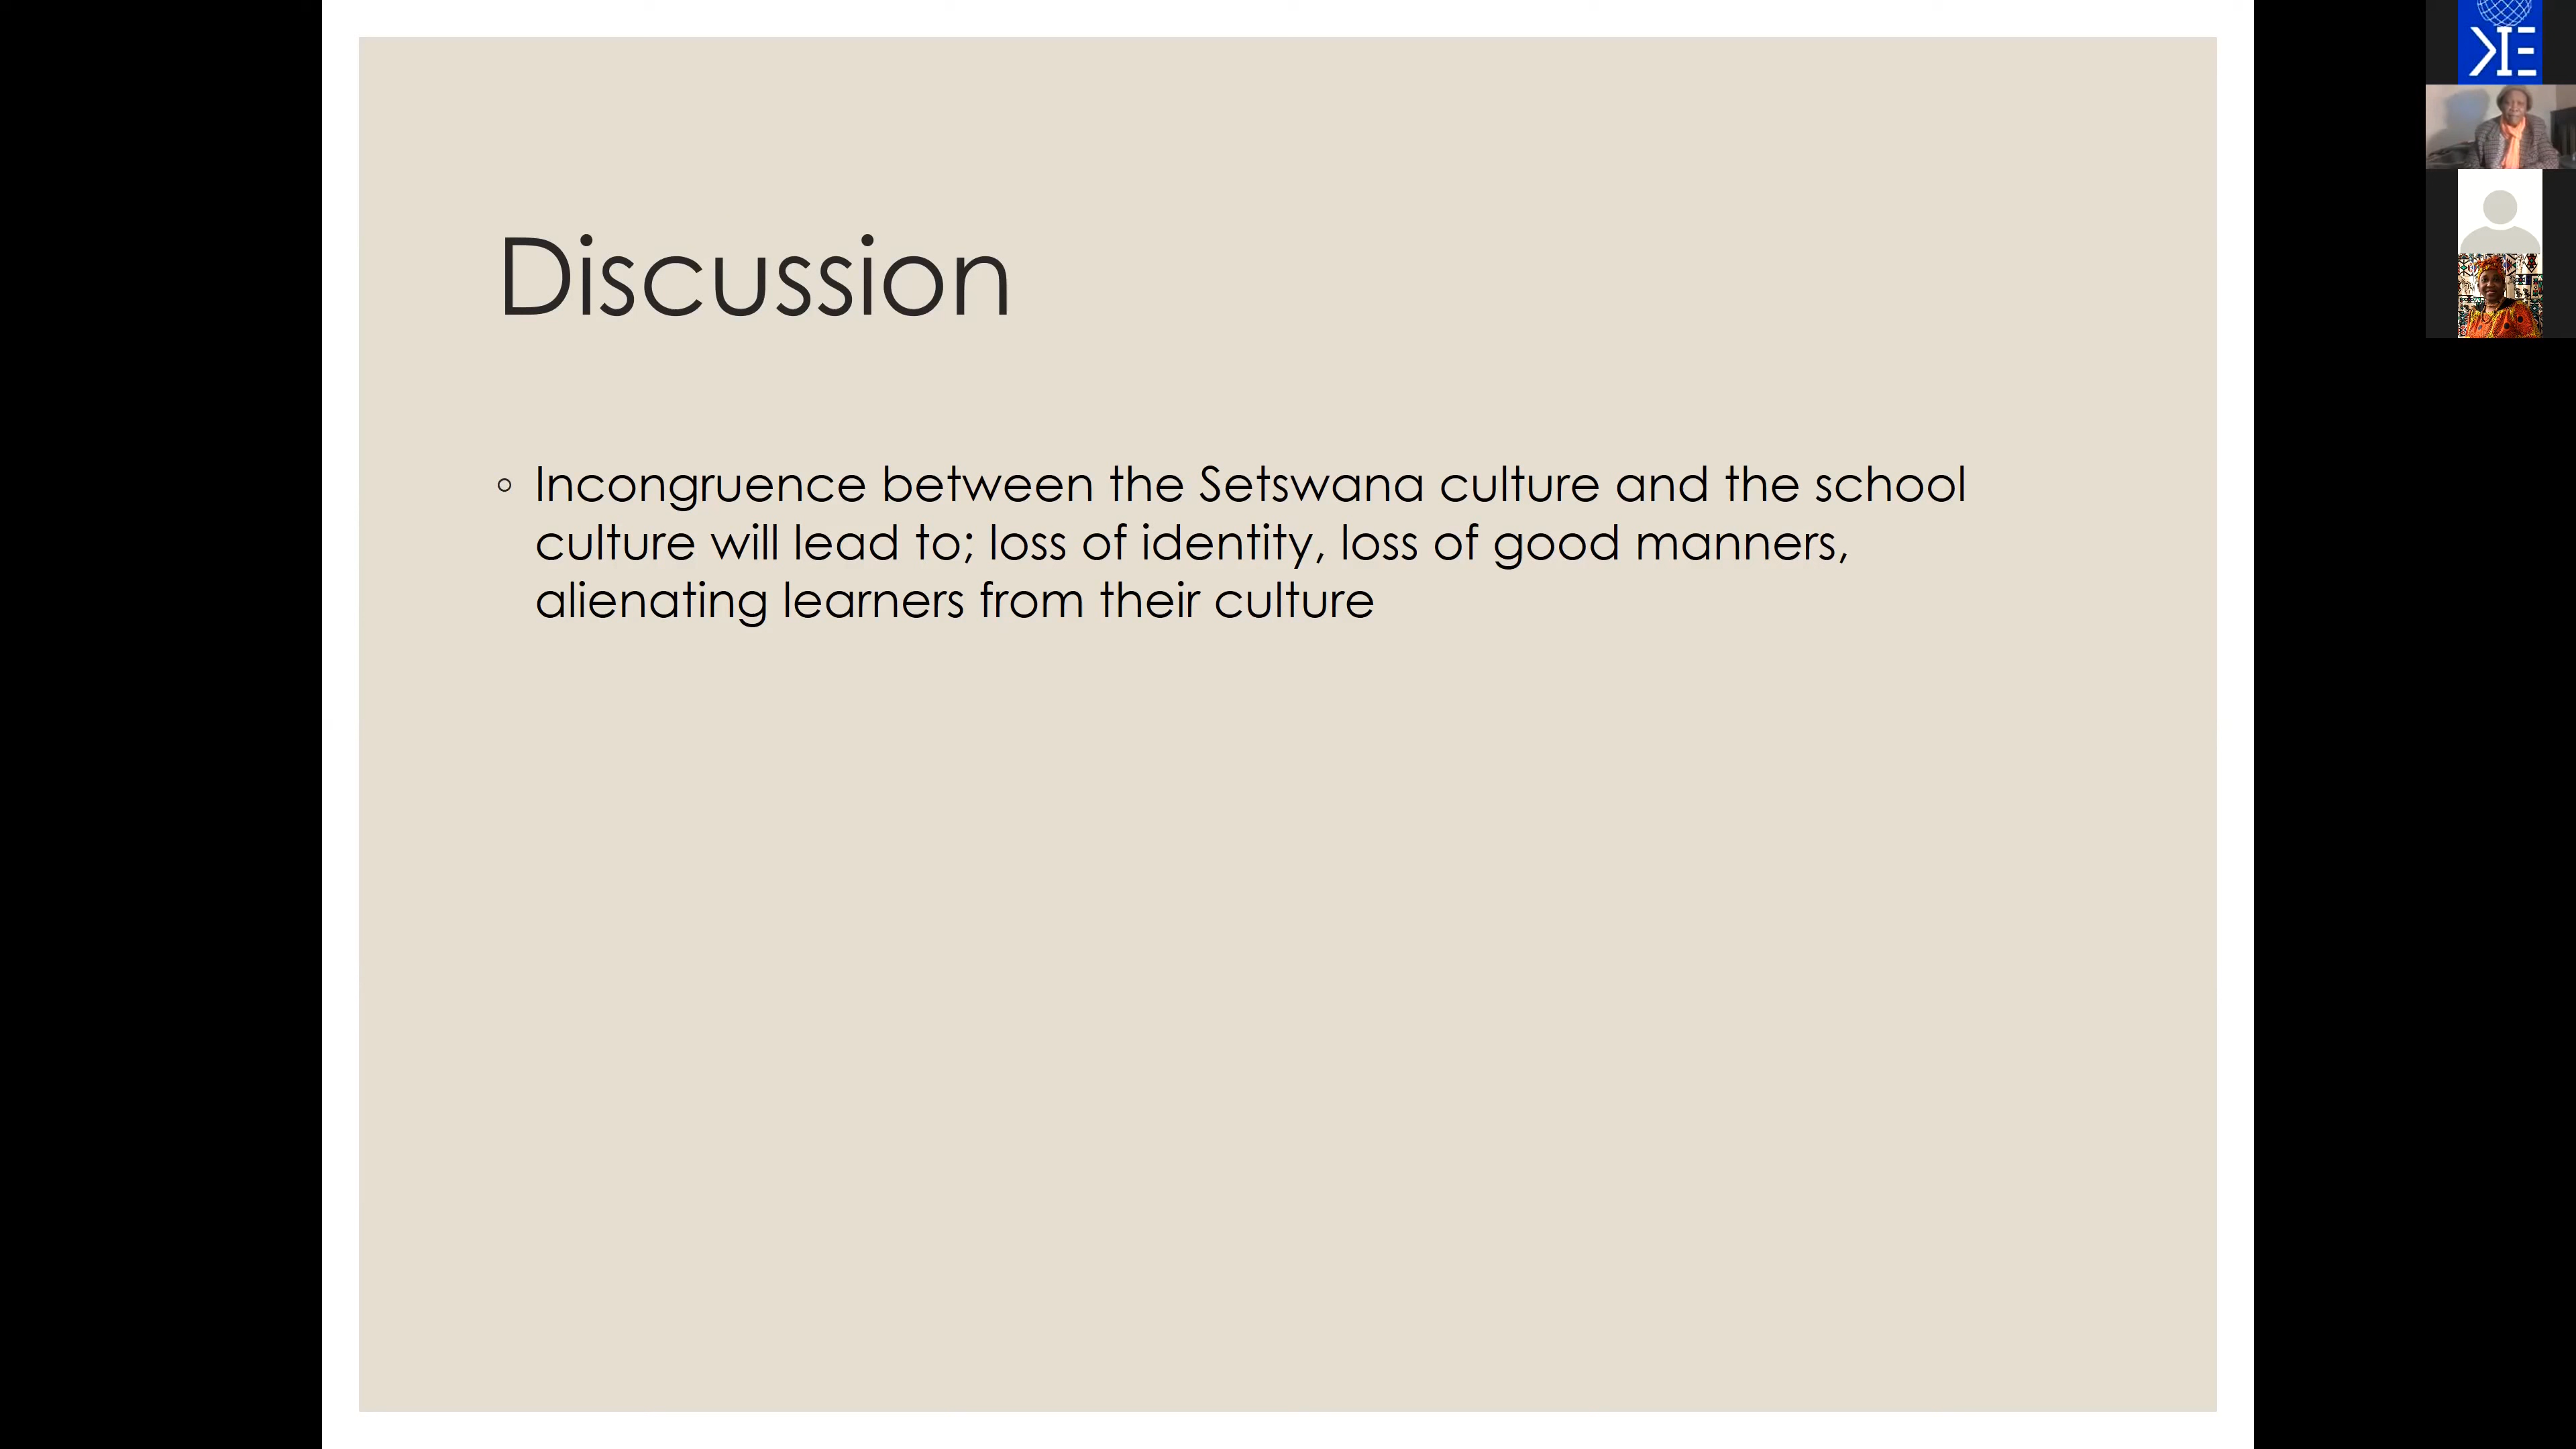 Discussion
◦ Incongruence between the Setswana culture and the school
culture will lead to; loss of identity, loss of good manners,
alienating learners from their culture